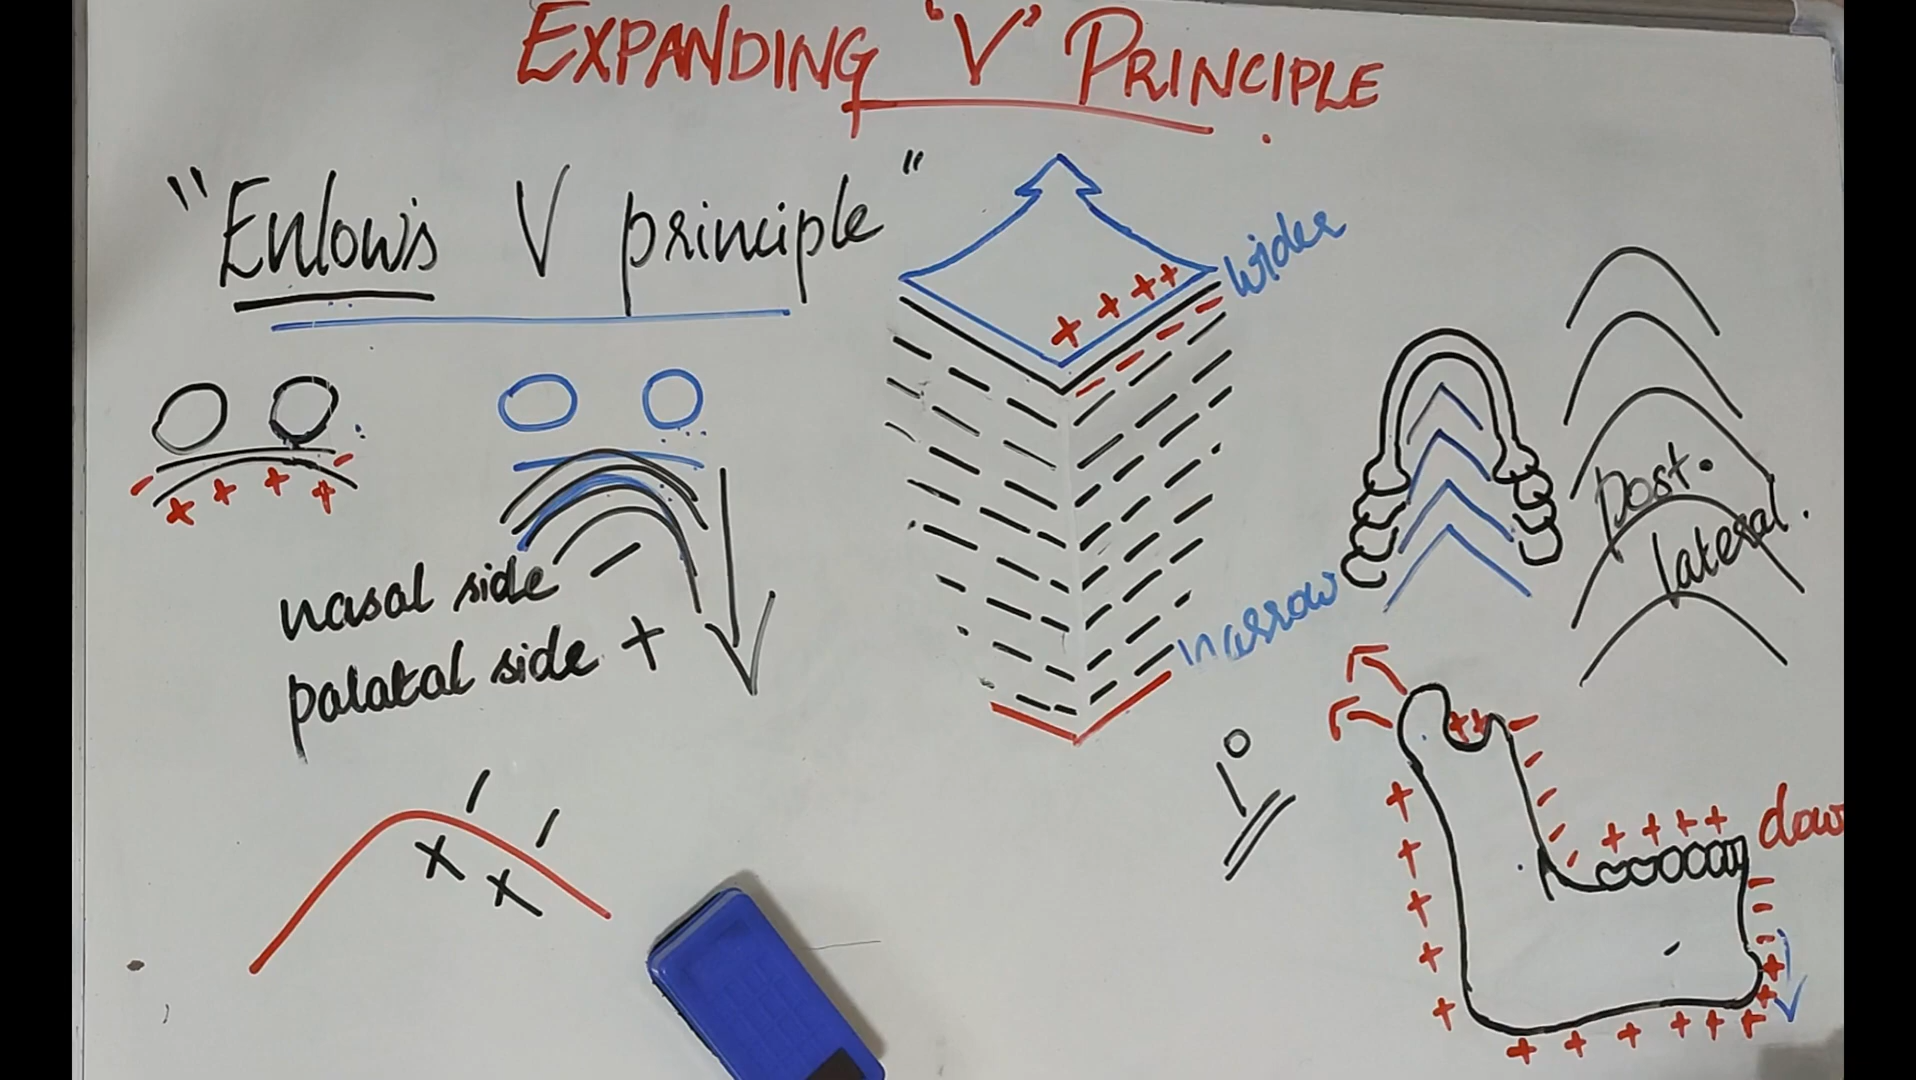 EXPANDING 'V' PRINCIPLE
"Enlow's V principle"
wider
narrow
nasal side −
palatal side +
post.
lateral.
dow